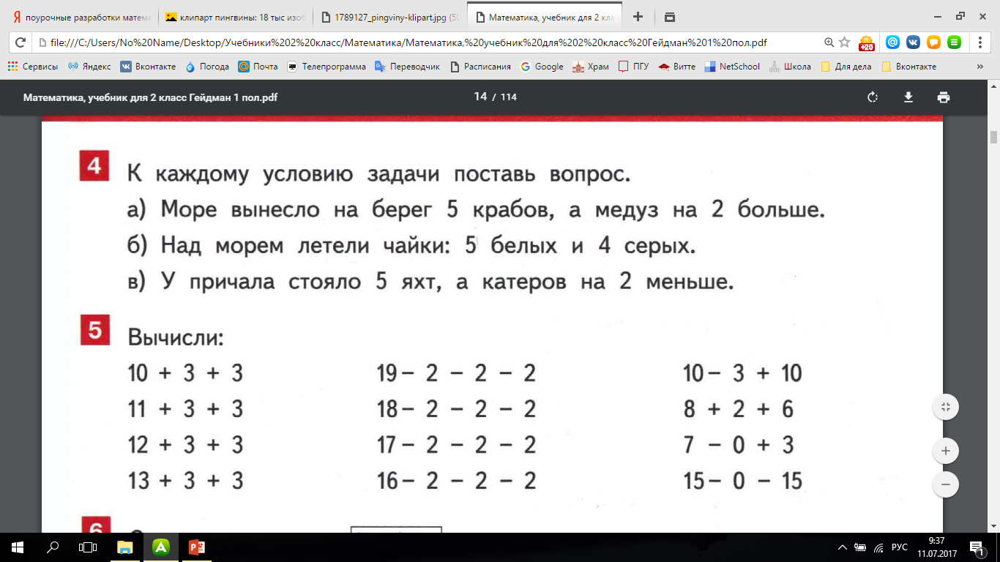 поурочные разработки матема
клипарт пингвины: 18 тыс изоб
1789127_pingviny-klipart.jpg (50
Математика, учебник для 2 кла
file:///C:/Users/No%20Name/Desktop/Учебники%202%20класс/Математика/Математика,%20учебник%20для%202%20класс%20Гейдман%201%20пол.pdf
+20
Сервисы Яндекс Вконтакте Погода Почта Телепрограмма Переводчик Расписания Google Храм ПГУ Витте NetSchool Школа Для дела Вконтакте »
Математика, учебник для 2 класс Гейдман 1 пол.pdf 14 / 114
4 К каждому условию задачи поставь вопрос.
а) Море вынесло на берег 5 крабов, а медуз на 2 больше.
б) Над морем летели чайки: 5 белых и 4 серых.
в) У причала стояло 5 яхт, а катеров на 2 меньше.
5 Вычисли:
10 + 3 + 3 19 – 2 – 2 – 2 10 – 3 + 10
11 + 3 + 3 18 – 2 – 2 – 2 8 + 2 + 6
12 + 3 + 3 17 – 2 – 2 – 2 7 – 0 + 3
13 + 3 + 3 16 – 2 – 2 – 2 15 – 0 – 15
6
РУС
9:37
11.07.2017
1